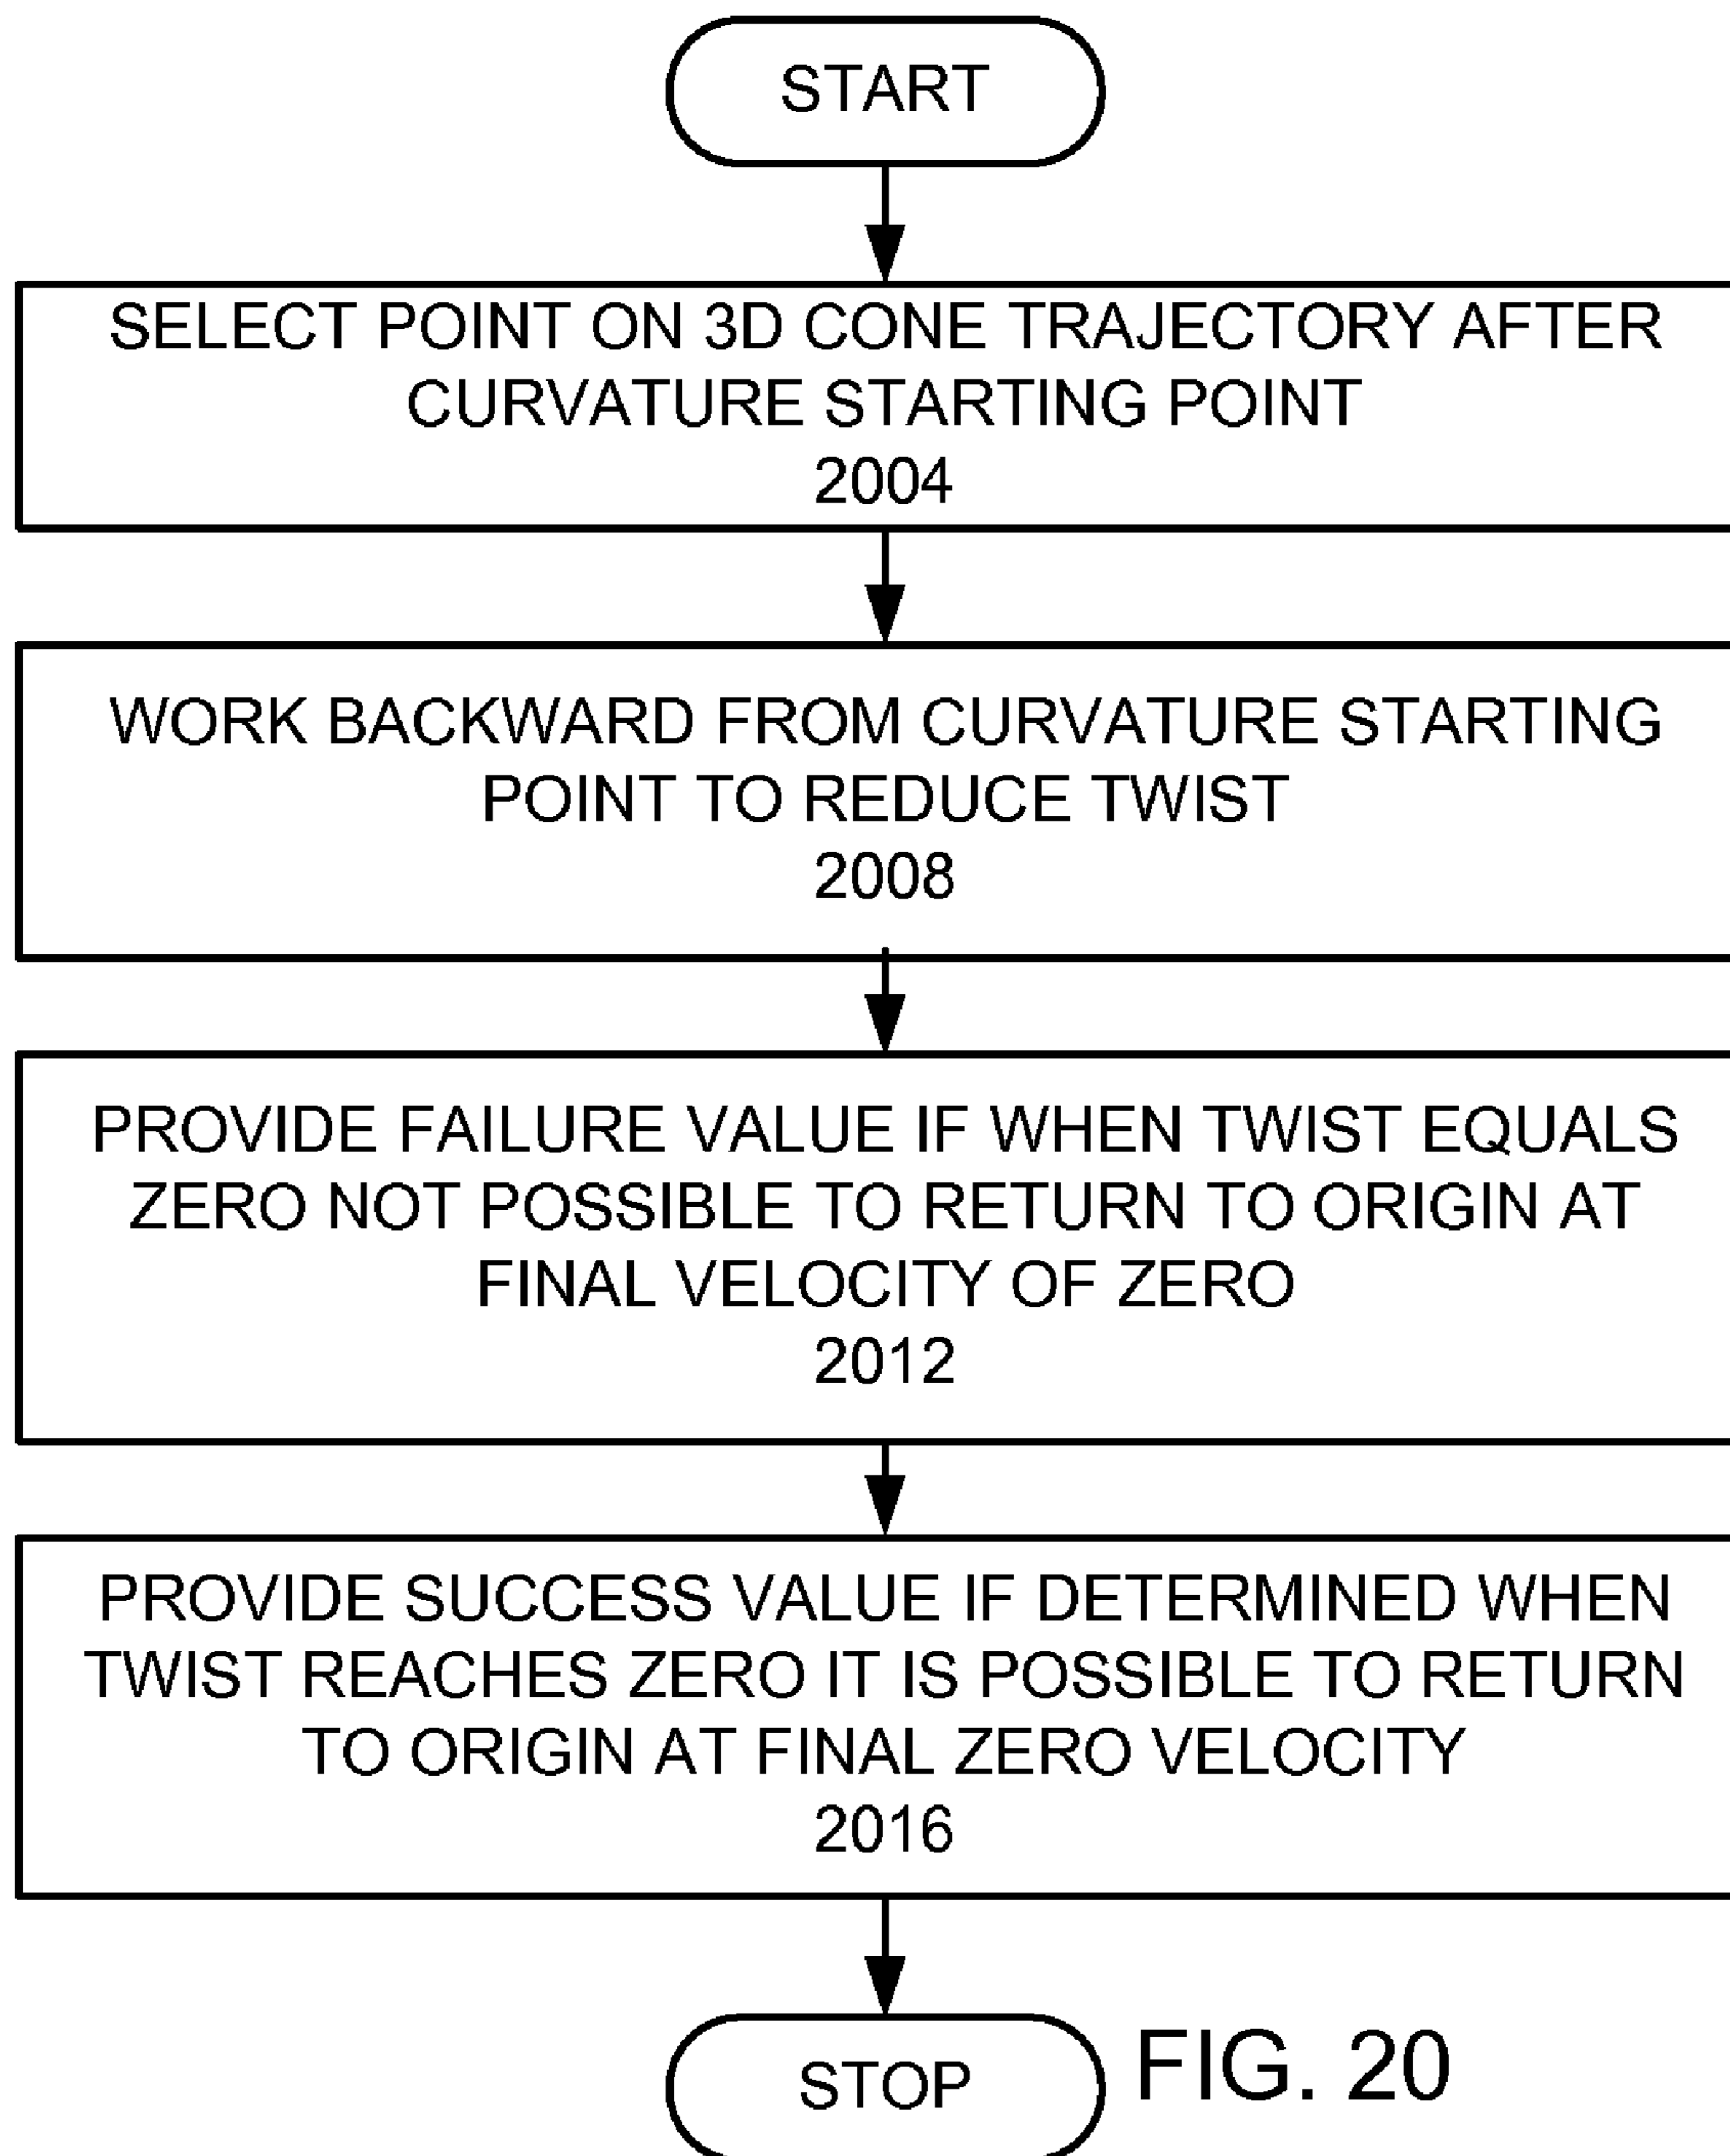 START
SELECT POINT ON 3D CONE TRAJECTORY AFTER
CURVATURE STARTING POINT
2004
WORK BACKWARD FROM CURVATURE STARTING
POINT TO REDUCE TWIST
2008
PROVIDE FAILURE VALUE IF WHEN TWIST EQUALS
ZERO NOT POSSIBLE TO RETURN TO ORIGIN AT
FINAL VELOCITY OF ZERO
2012
PROVIDE SUCCESS VALUE IF DETERMINED WHEN
TWIST REACHES ZERO IT IS POSSIBLE TO RETURN
TO ORIGIN AT FINAL ZERO VELOCITY
2016
STOP
FIG. 20